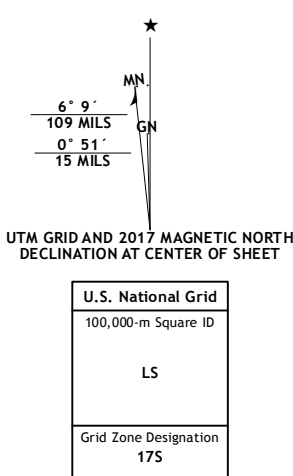 ★
MN
6° 9´
109 MILS
GN
0° 51´
15 MILS
UTM GRID AND 2017 MAGNETIC NORTH
DECLINATION AT CENTER OF SHEET
U.S. National Grid
100,000-m Square ID
LS
Grid Zone Designation
17S